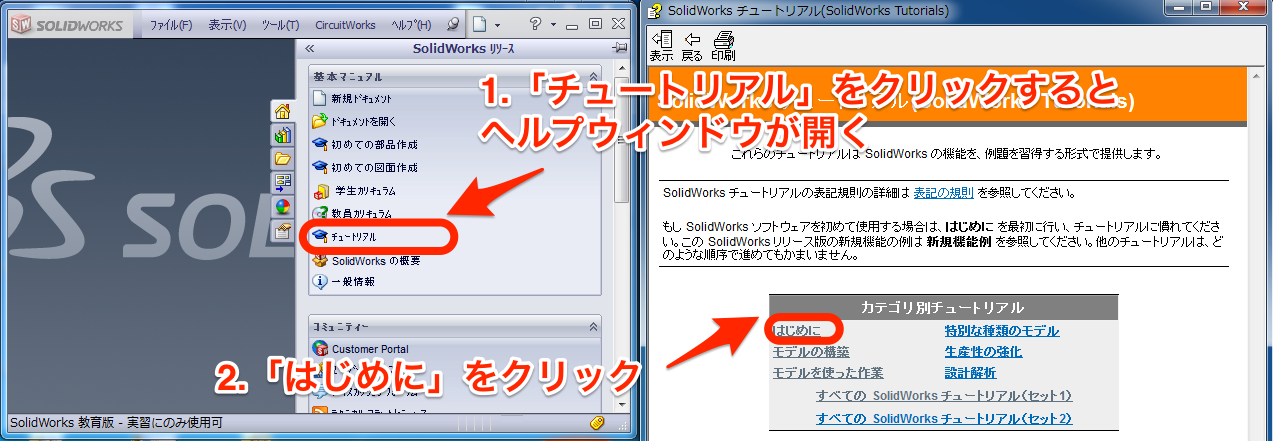 SOLIDWORKS
ファイル(F) 表示(V) ツール(T) CircuitWorks ヘルプ(H)
SolidWorks リリース
基本マニュアル
新規ドキュメント
ドキュメントを開く
初めての部品作成
初めての図面作成
学生カリキュラム
教員カリキュラム
チュートリアル
SolidWorks の概要
一般情報
コミュニティー
Customer Portal
SOLID
SolidWorks 教育版 - 実習にのみ使用可
1.「チュートリアル」をクリックすると
ヘルプウィンドウが開く
2.「はじめに」をクリック
SolidWorks チュートリアル(SolidWorks Tutorials)
表示 戻る 印刷
これらのチュートリアルは SolidWorks の機能を、例題を習得する形式で提供します。
SolidWorks チュートリアルの表記規則の詳細は 表記の規則 を参照してください。
もし SolidWorks ソフトウェアを初めて使用する場合は、はじめに を最初に行い、チュートリアルに慣れてくださ
い。この SolidWorks リリース版の新規機能の例は 新規機能例 を参照してください。他のチュートリアルは、ど
のような順序で進めてもかまいません。
カテゴリ別チュートリアル
はじめに 特別な種類のモデル
モデルの構築 生産性の強化
モデルを使った作業 設計解析
すべての SolidWorks チュートリアル(セット1)
すべての SolidWorks チュートリアル(セット2)